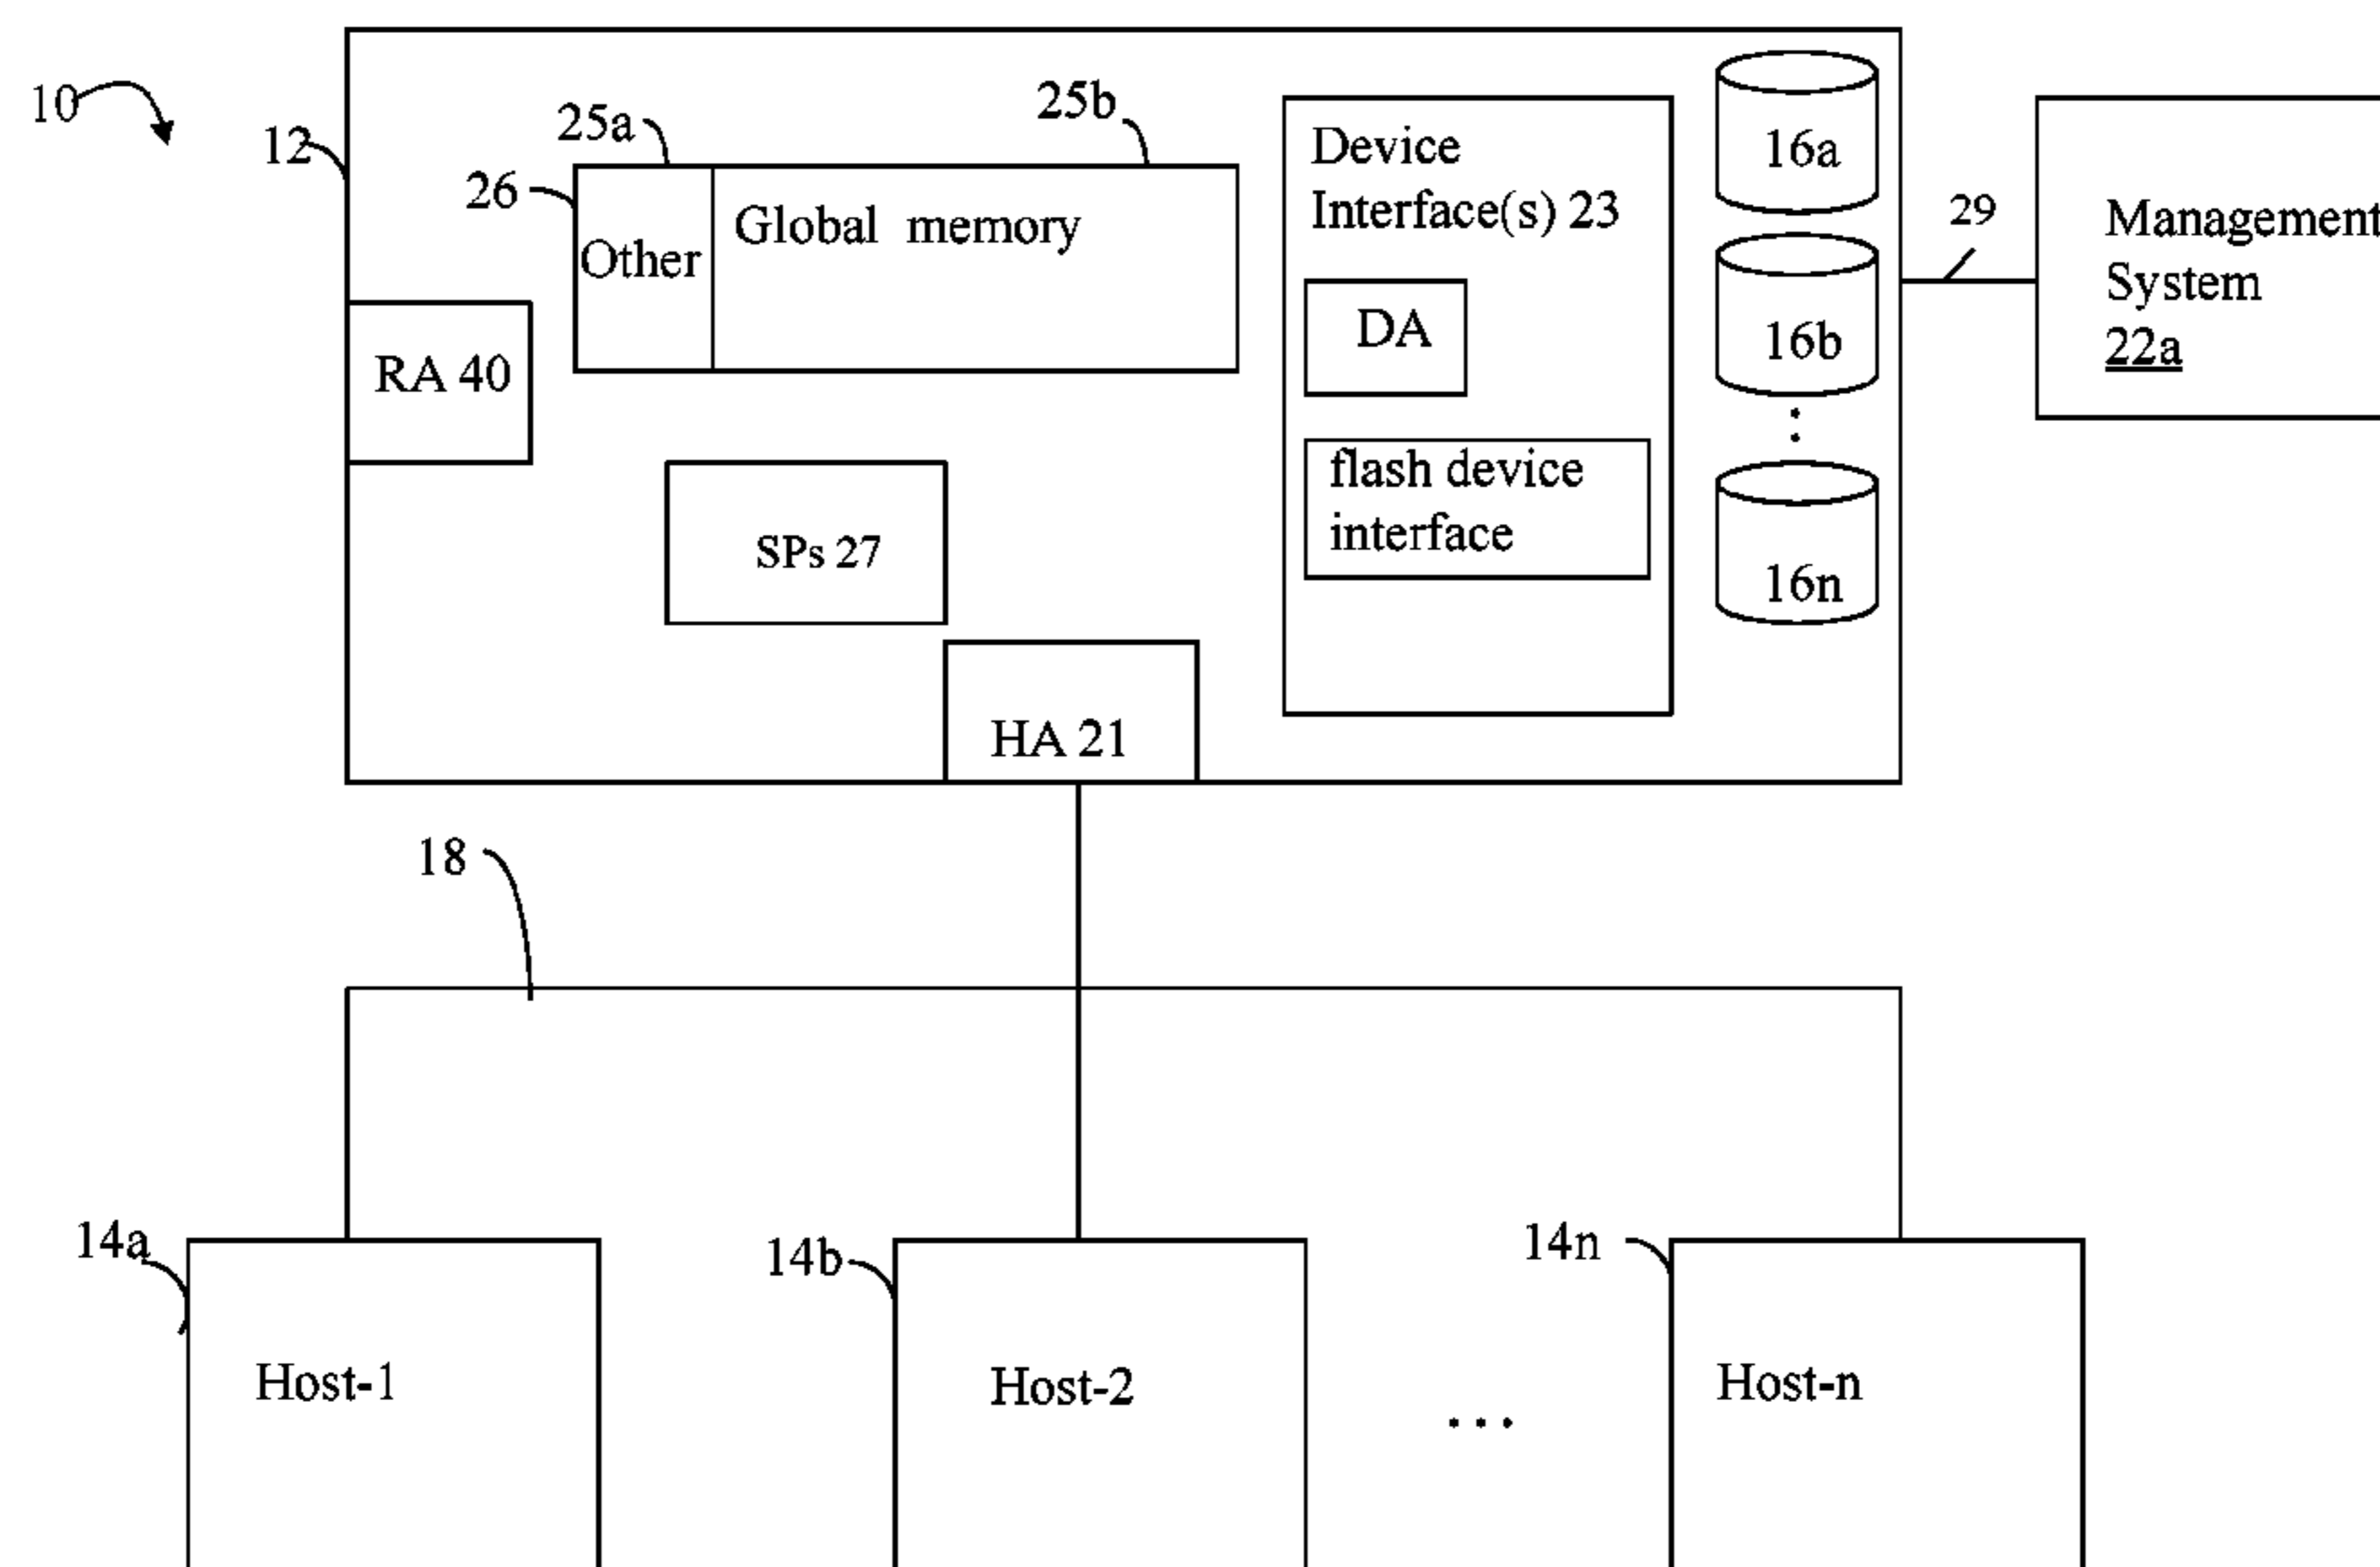 10
12
25a
25b
26
Other
Global memory
Device
Interface(s) 23
DA
flash device
interface
16a
16b
16n
29
Management
System
22a
RA 40
SPs 27
HA 21
18
14a
Host-1
14b
Host-2
...
14n
Host-n